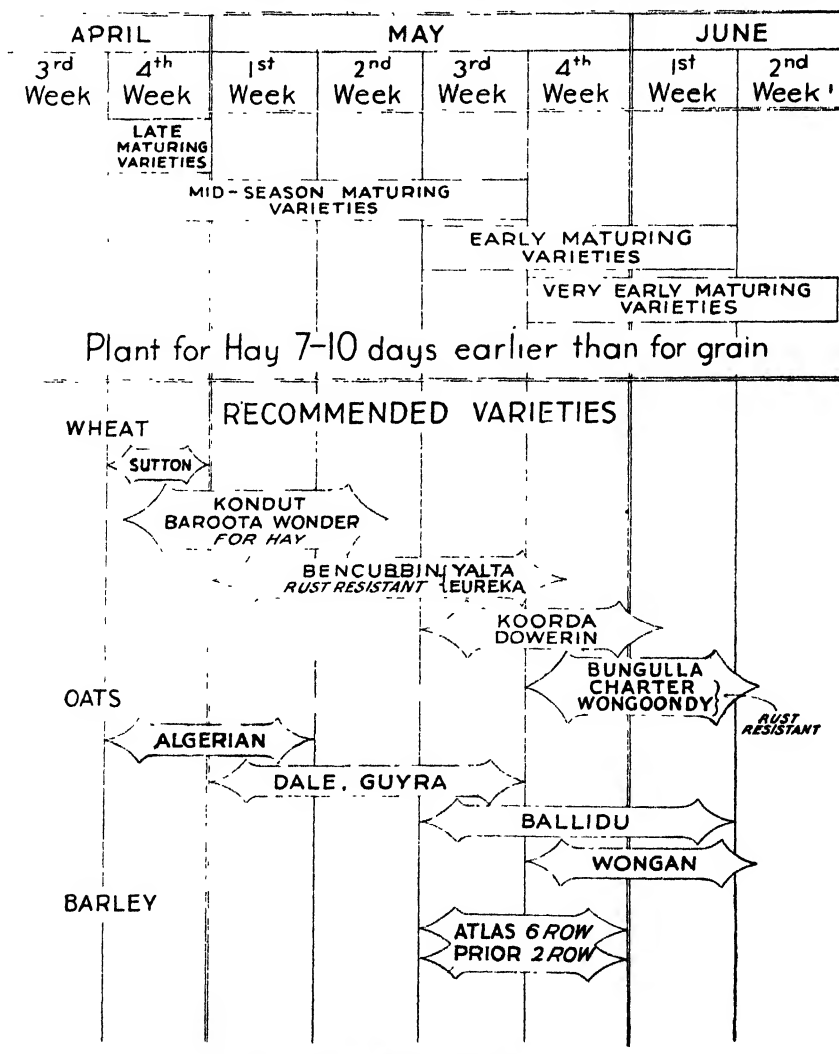 APRIL MAY JUNE
3rd Week 4th Week 1st Week 2nd Week 3rd Week 4th Week 1st Week 2nd Week
LATE
MATURING
VARIETIES
MID-SEASON MATURING
VARIETIES
EARLY MATURING
VARIETIES
VERY EARLY MATURING
VARIETIES
Plant for Hay 7-10 days earlier than for grain
RECOMMENDED VARIETIES
WHEAT
SUTTON
KONDUT
BAROOTA WONDER
FOR HAY
BENCUBBIN {YALTA
RUST RESISTANT {EUREKA
KOORDA
DOWERIN
BUNGULLA
CHARTER
WONGOONDY}
RUST
RESISTANT
OATS
ALGERIAN
DALE, GUYRA
BALLIDU
WONGAN
BARLEY
ATLAS 6 ROW
PRIOR 2 ROW